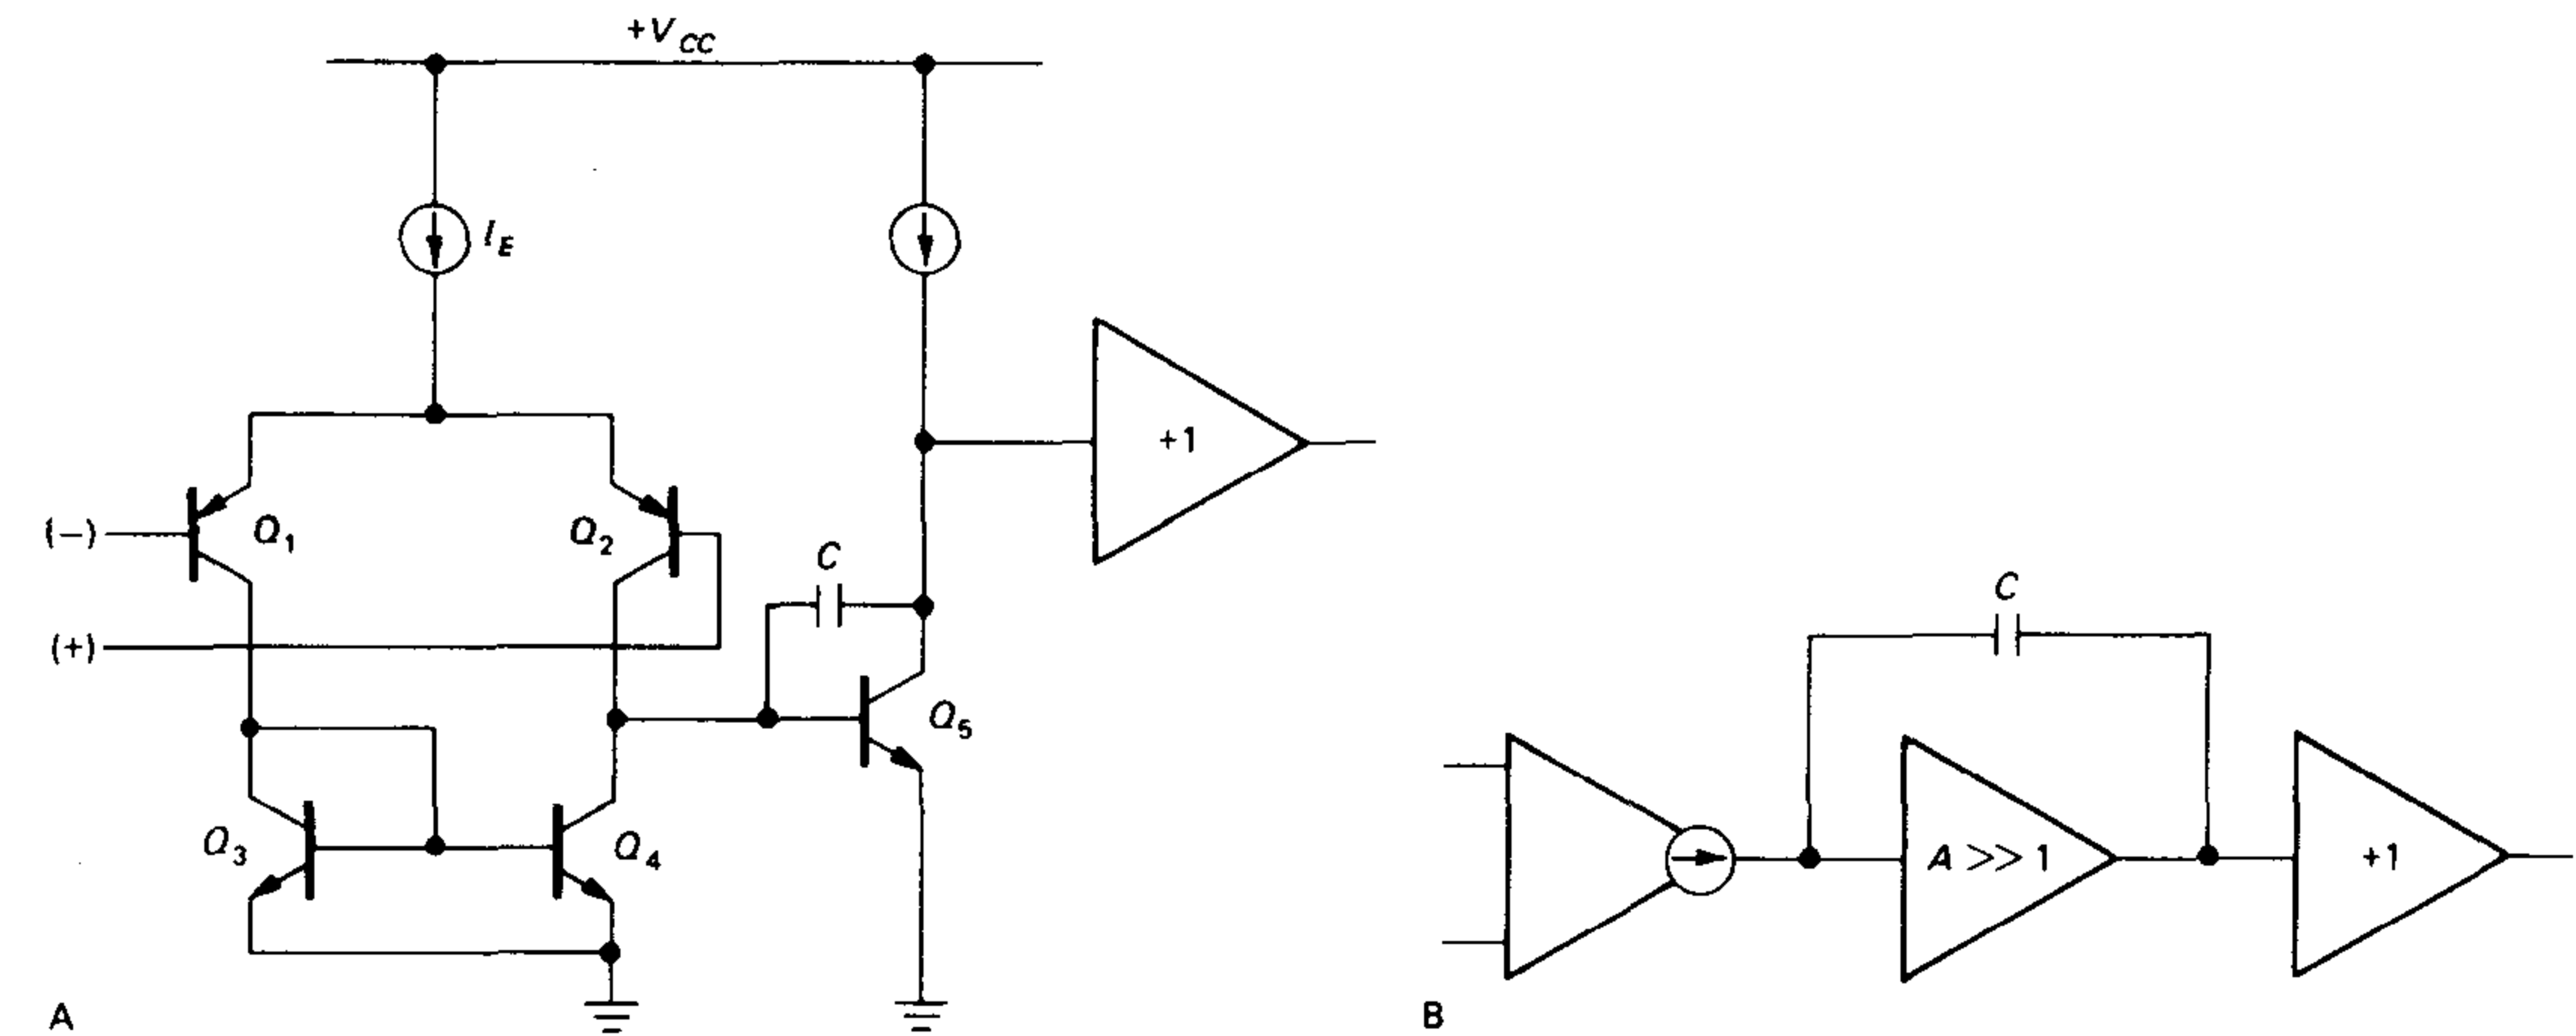 +V_CC
I_E
(−)
Q_1
Q_2
+1
C
(+)
Q_5
Q_3
Q_4
A
C
A >> 1
+1
B